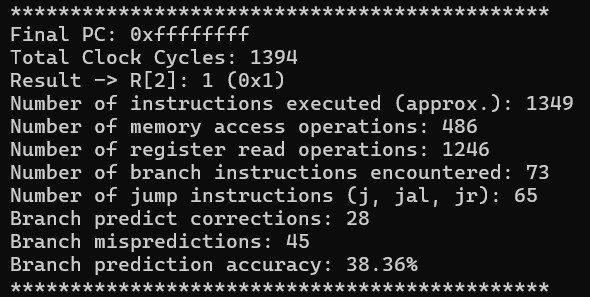 *********************************************
Final PC: 0xffffffff
Total Clock Cycles: 1394
Result -> R[2]: 1 (0x1)
Number of instructions executed (approx.): 1349
Number of memory access operations: 486
Number of register read operations: 1246
Number of branch instructions encountered: 73
Number of jump instructions (j, jal, jr): 65
Branch predict corrections: 28
Branch mispredictions: 45
Branch prediction accuracy: 38.36%
*********************************************